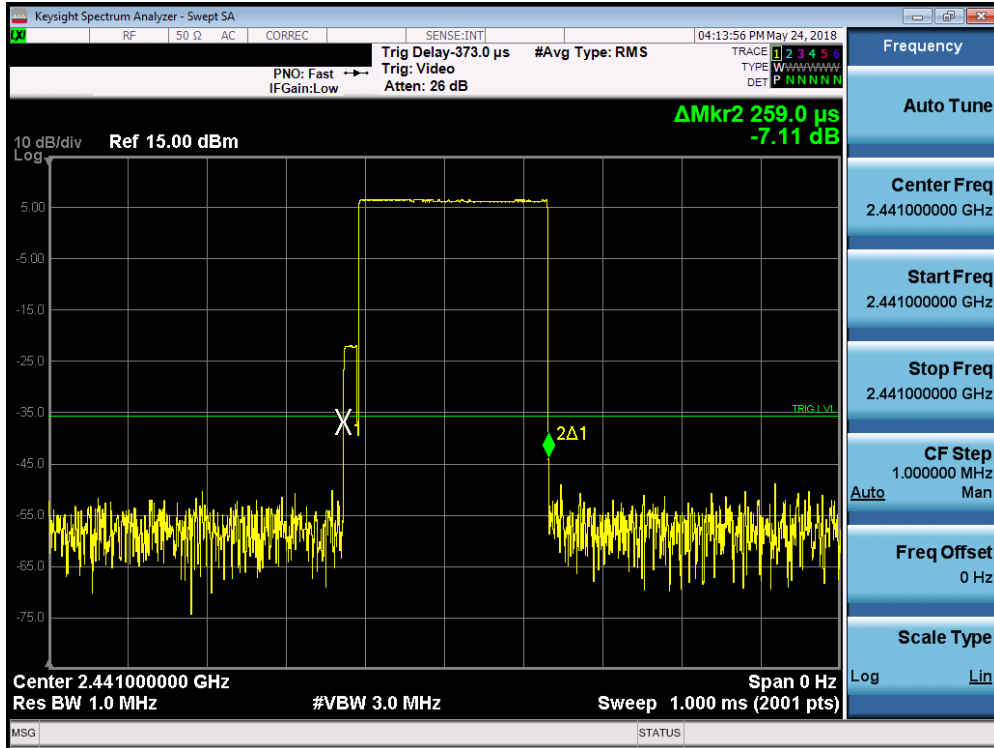 Keysight Spectrum Analyzer - Swept SA
LXI RF 50 Ω AC CORREC SENSE:INT 04:13:56 PM May 24, 2018
Trig Delay-373.0 µs #Avg Type: RMS TRACE 1 2 3 4 5 6
PNO: Fast Trig: Video TYPE WWWWWW
IFGain:Low Atten: 26 dB DET P N N N N N
ΔMkr2 259.0 µs
-7.11 dB
10 dB/div Ref 15.00 dBm
Log
5.00
-5.00
-15.0
-25.0
-35.0
TRIG LVL
X
2Δ1
-45.0
-55.0
-65.0
-75.0
Center 2.441000000 GHz Span 0 Hz
Res BW 1.0 MHz #VBW 3.0 MHz Sweep 1.000 ms (2001 pts)
MSG STATUS
Frequency
Auto Tune
Center Freq
2.441000000 GHz
Start Freq
2.441000000 GHz
Stop Freq
2.441000000 GHz
CF Step
1.000000 MHz
Auto Man
Freq Offset
0 Hz
Scale Type
Log Lin